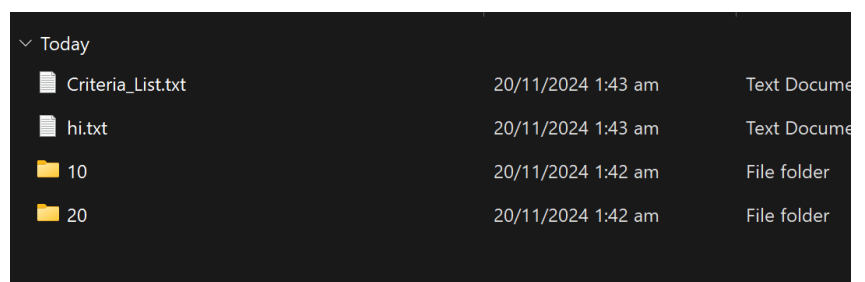 Today
Criteria_List.txt 20/11/2024 1:43 am Text Docume
hi.txt 20/11/2024 1:43 am Text Docume
10 20/11/2024 1:42 am File folder
20 20/11/2024 1:42 am File folder